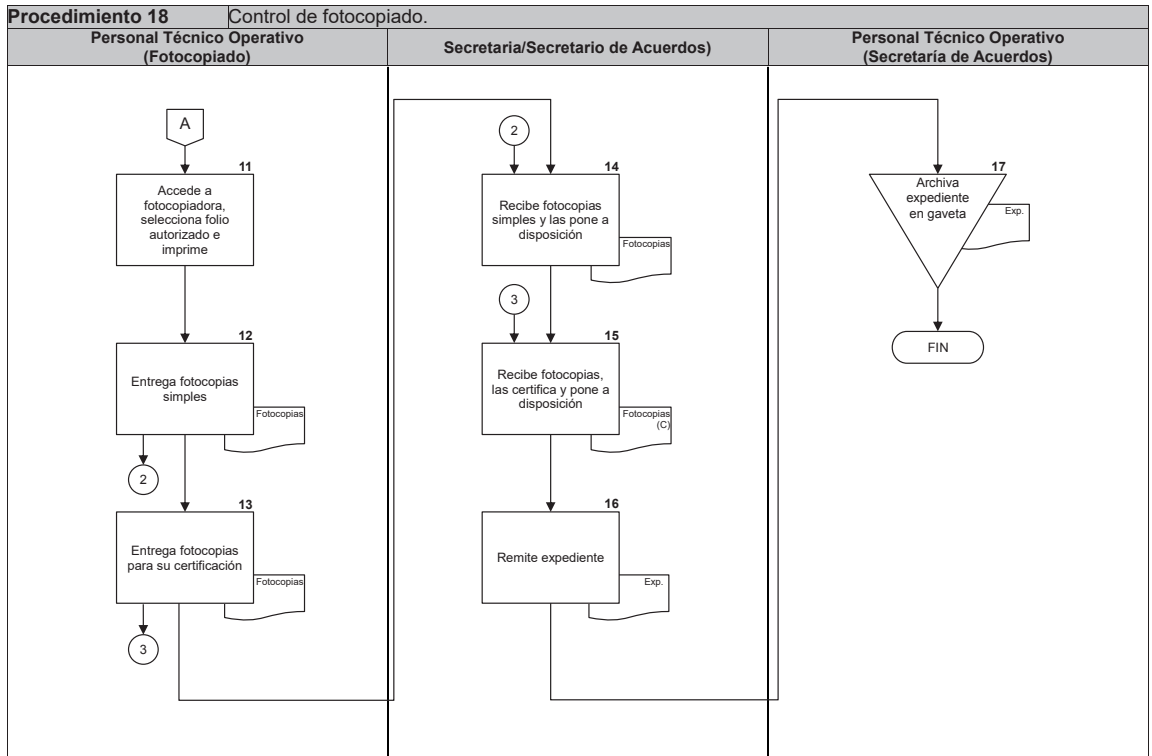 Procedimiento 18 Control de fotocopiado.
Personal Técnico Operativo
(Fotocopiado)
Secretaria/Secretario de Acuerdos)
Personal Técnico Operativo
(Secretaría de Acuerdos)
A
11
Accede a
fotocopiadora,
selecciona folio
autorizado e
imprime
12
Entrega fotocopias
simples
Fotocopias
2
13
Entrega fotocopias
para su certificación
Fotocopias
3
2
14
Recibe fotocopias
simples y las pone a
disposición
Fotocopias
3
15
Recibe fotocopias,
las certifica y pone a
disposición
Fotocopias
(C)
16
Remite expediente
Exp.
17
Archiva
expediente
en gaveta
Exp.
FIN